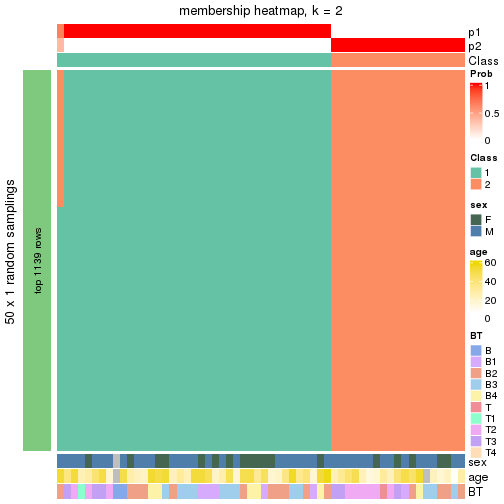 membership heatmap, k = 2
p1
p2
Class
50 x 1 random samplings
top 1139 rows
Prob
1
0.5
0
Class
1
2
sex
F
M
age
60
40
20
0
BT
B
B1
B2
B3
B4
T
T1
T2
T3
T4
sex
age
BT